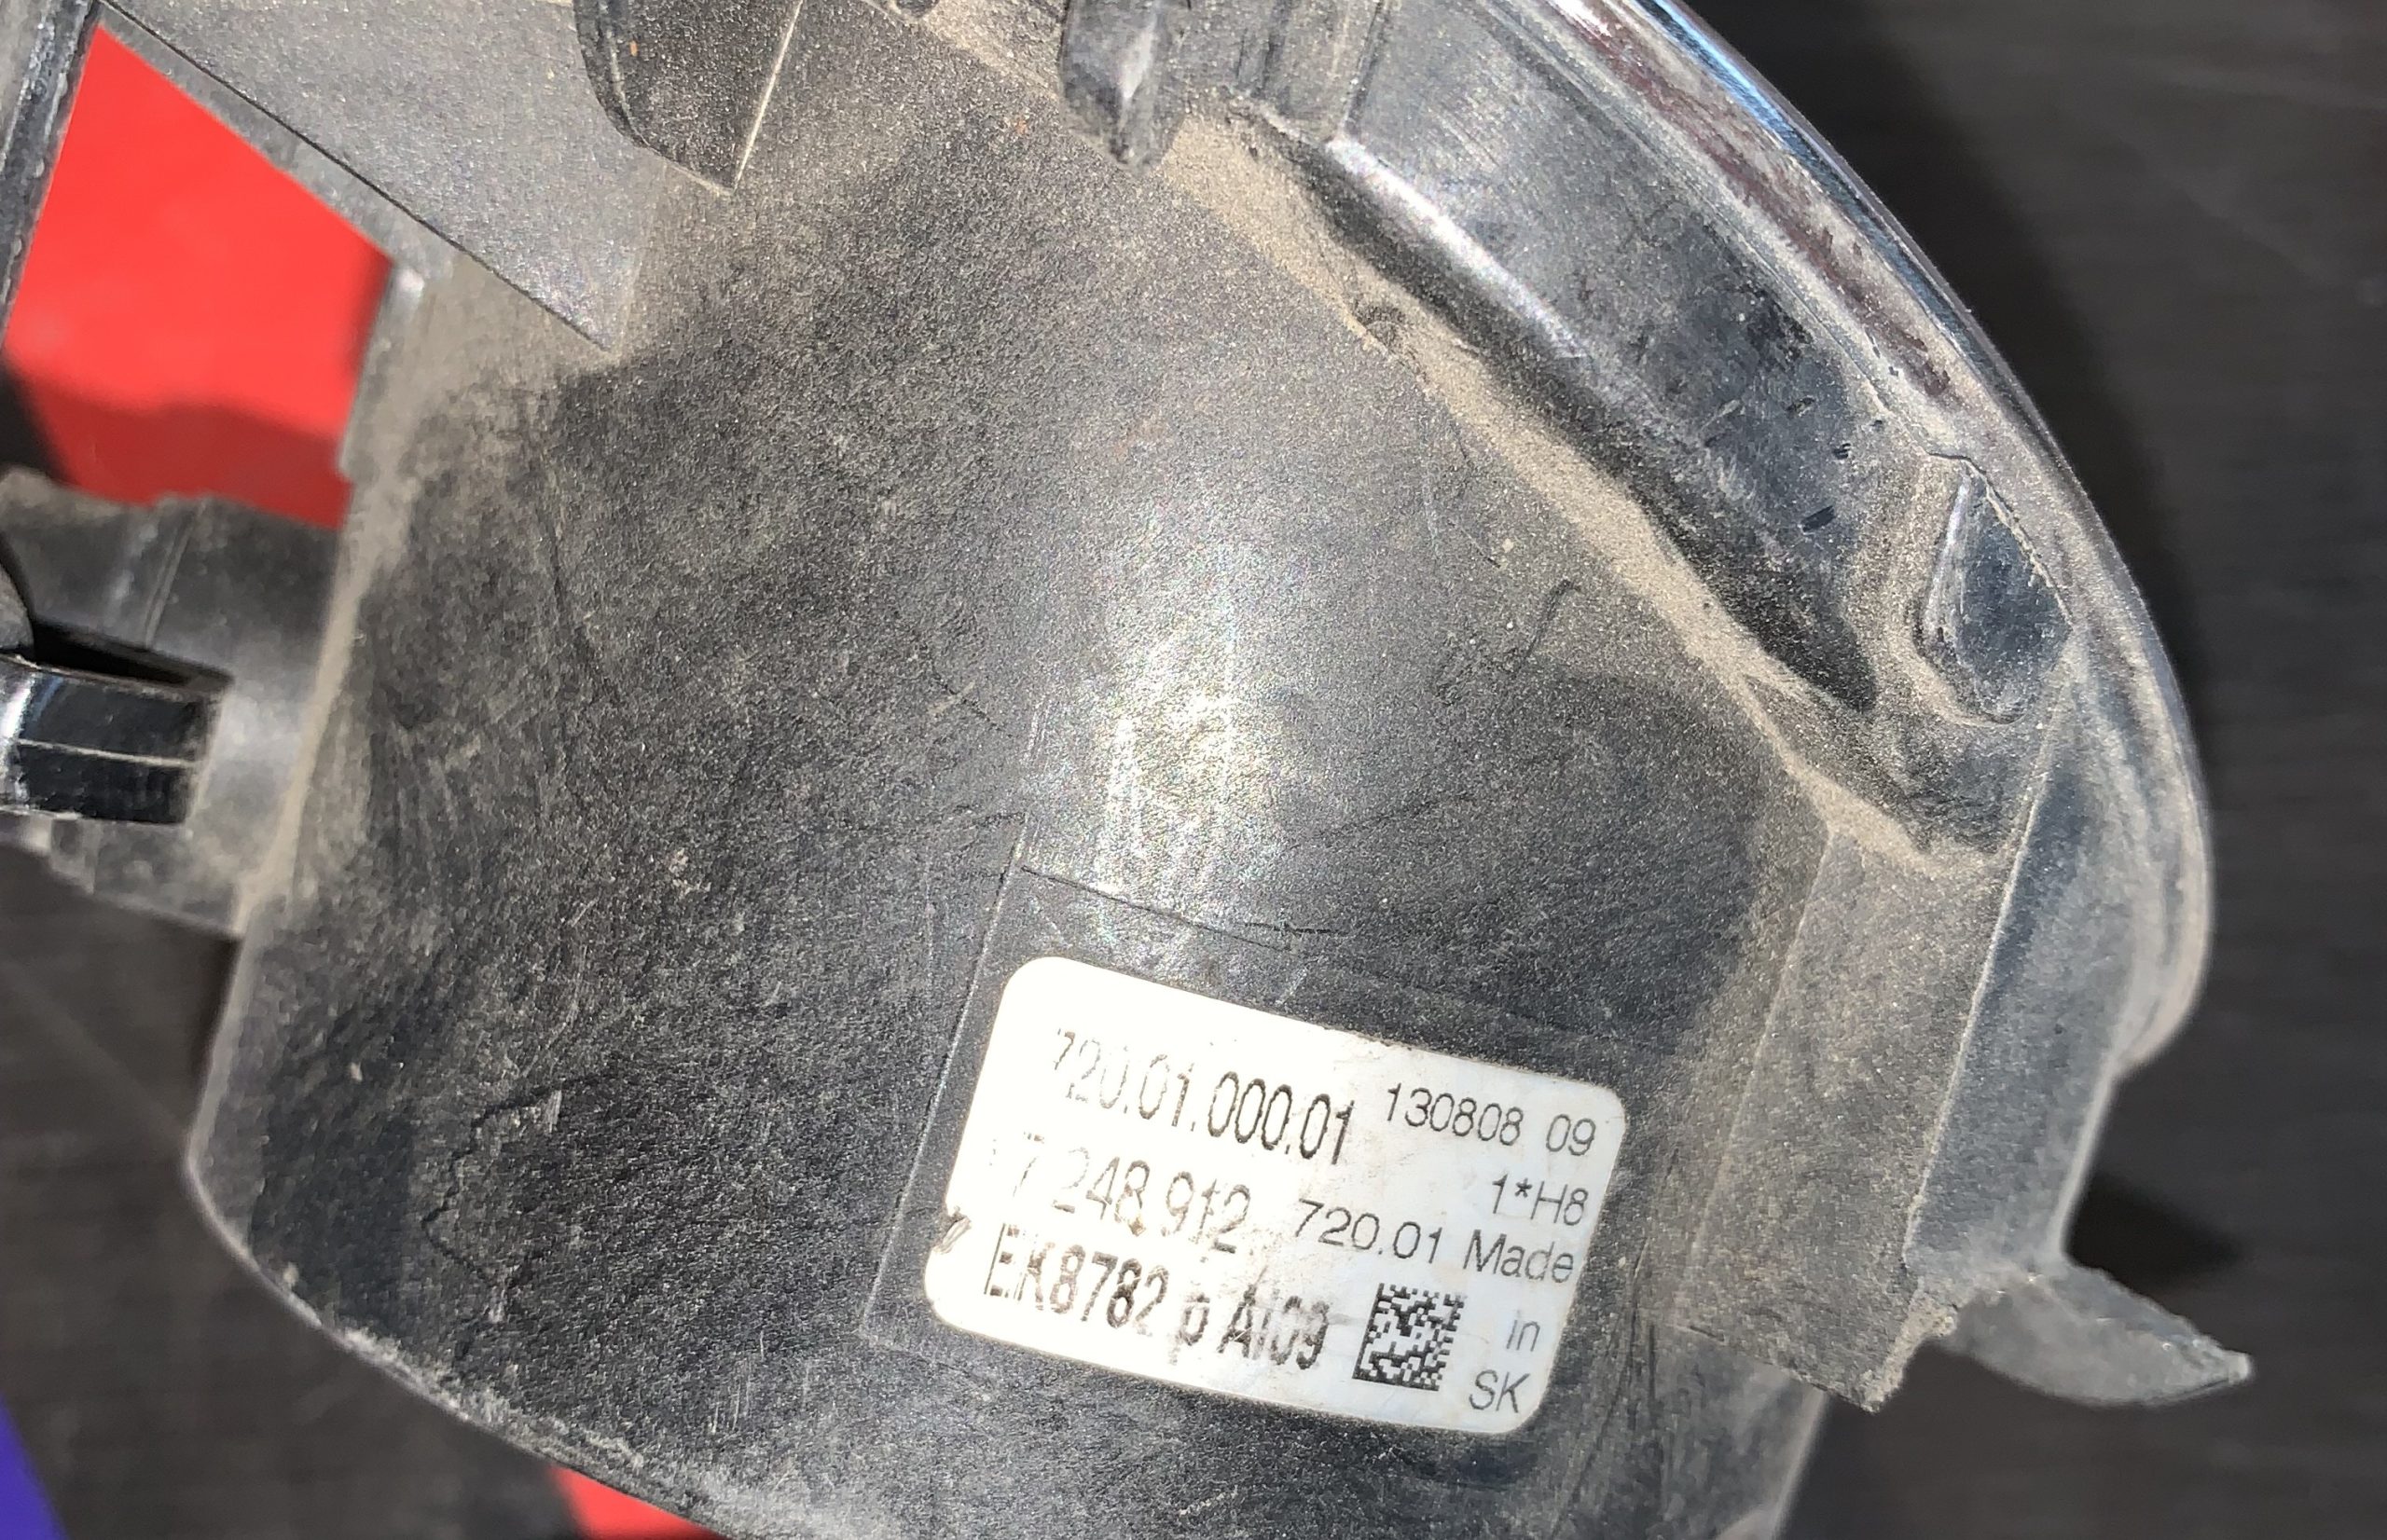 720.01.000.01 130808 09
1*H8
7 248 912 720.01 Made
EK8782 p AI09 in
SK